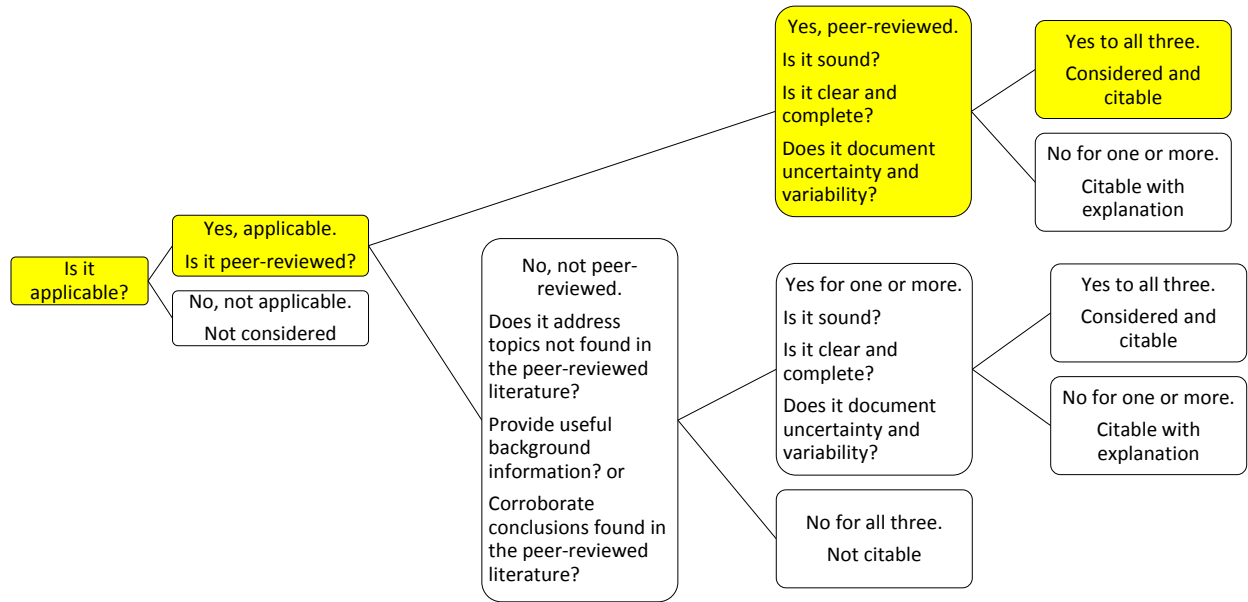 Is it
applicable?
Yes, applicable.
Is it peer-reviewed?
No, not applicable.
Not considered
Yes, peer-reviewed.
Is it sound?
Is it clear and
complete?
Does it document
uncertainty and
variability?
Yes to all three.
Considered and
citable
No for one or more.
Citable with
explanation
No, not peer-
reviewed.
Does it address
topics not found in
the peer-reviewed
literature?
Provide useful
background
information? or
Corroborate
conclusions found in
the peer-reviewed
literature?
Yes for one or more.
Is it sound?
Is it clear and
complete?
Does it document
uncertainty and
variability?
Yes to all three.
Considered and
citable
No for one or more.
Citable with
explanation
No for all three.
Not citable